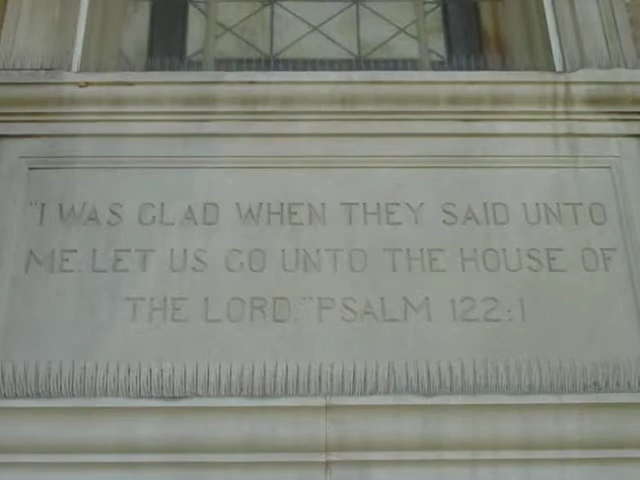 "I WAS GLAD WHEN THEY SAID UNTO
ME. LET US GO UNTO THE HOUSE OF
THE LORD." PSALM 122:1